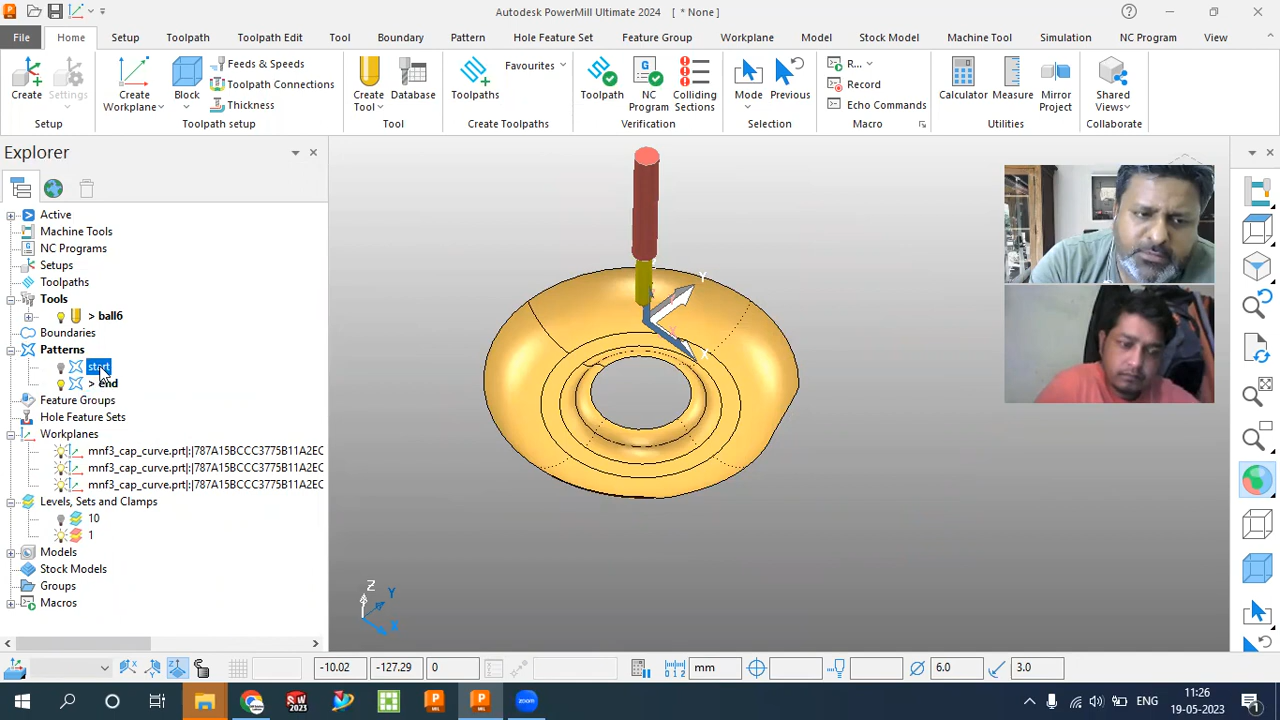 Autodesk PowerMill Ultimate 2024 [ * None ]
File Home Setup Toolpath Toolpath Edit Tool Boundary Pattern Hole Feature Set Feature Group Workplane Model Stock Model Machine Tool Simulation NC Program View
Create
Settings
Setup
Create Workplane
Block
Feeds & Speeds
Toolpath Connections
Thickness
Toolpath setup
Create Tool
Database
Tool
Toolpaths
Favourites
Create Toolpaths
Toolpath
NC Program
Colliding Sections
Verification
Mode
Previous
Selection
R...
Record
Echo Commands
Macro
Calculator
Measure
Mirror Project
Utilities
Shared Views
Collaborate
Explorer
Active
Machine Tools
NC Programs
Setups
Toolpaths
Tools
> ball6
Boundaries
Patterns
start
> end
Feature Groups
Hole Feature Sets
Workplanes
mnf3_cap_curve.prt|:|787A15BCCC3775B11A2EC
mnf3_cap_curve.prt|:|787A15BCCC3775B11A2EC
mnf3_cap_curve.prt|:|787A15BCCC3775B11A2EC
Levels, Sets and Clamps
10
1
Models
Stock Models
Groups
Macros
Y
X
Z
Y
X
-10.02 -127.29 0 mm 6.0 3.0
ENG
11:26
19-05-2023
zoom